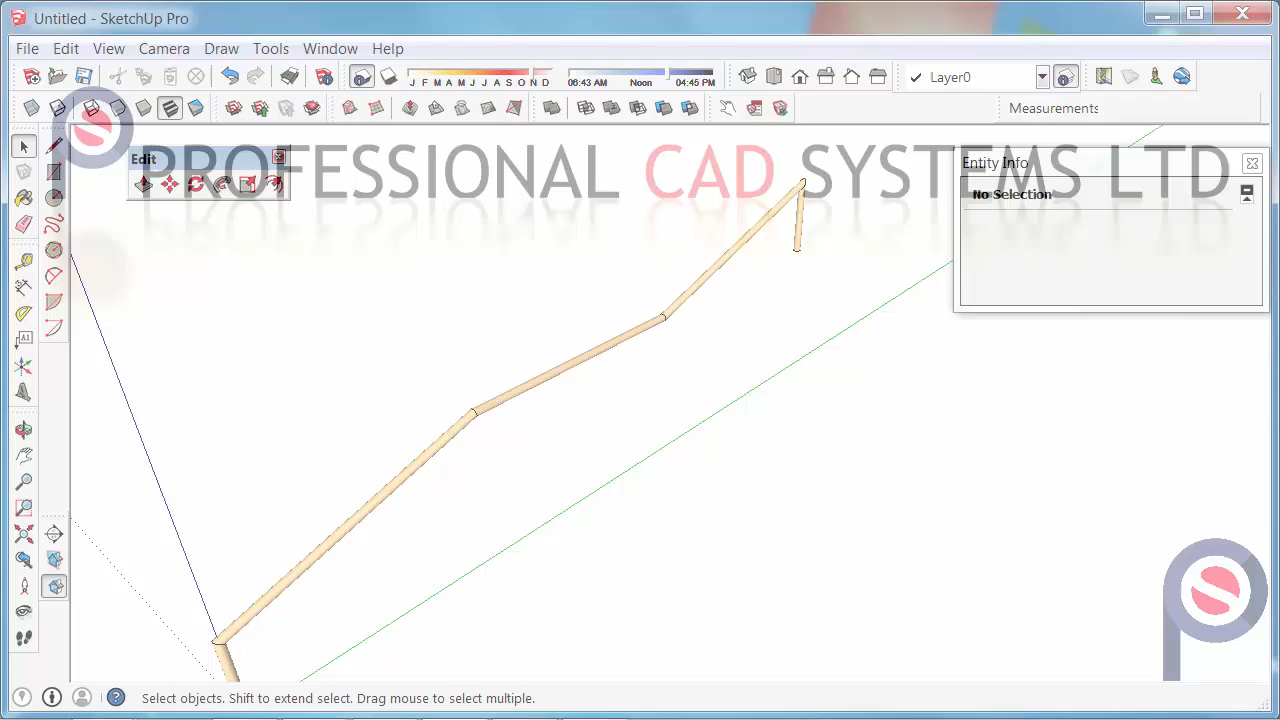 Untitled - SketchUp Pro
File Edit View Camera Draw Tools Window Help
J F M A M J J A S O N D
06:43 AM Noon 04:45 PM
Layer0
Measurements
Edit
PROFESSIONAL CAD SYSTEMS LTD
Entity Info
No Selection
A1
Select objects. Shift to extend select. Drag mouse to select multiple.